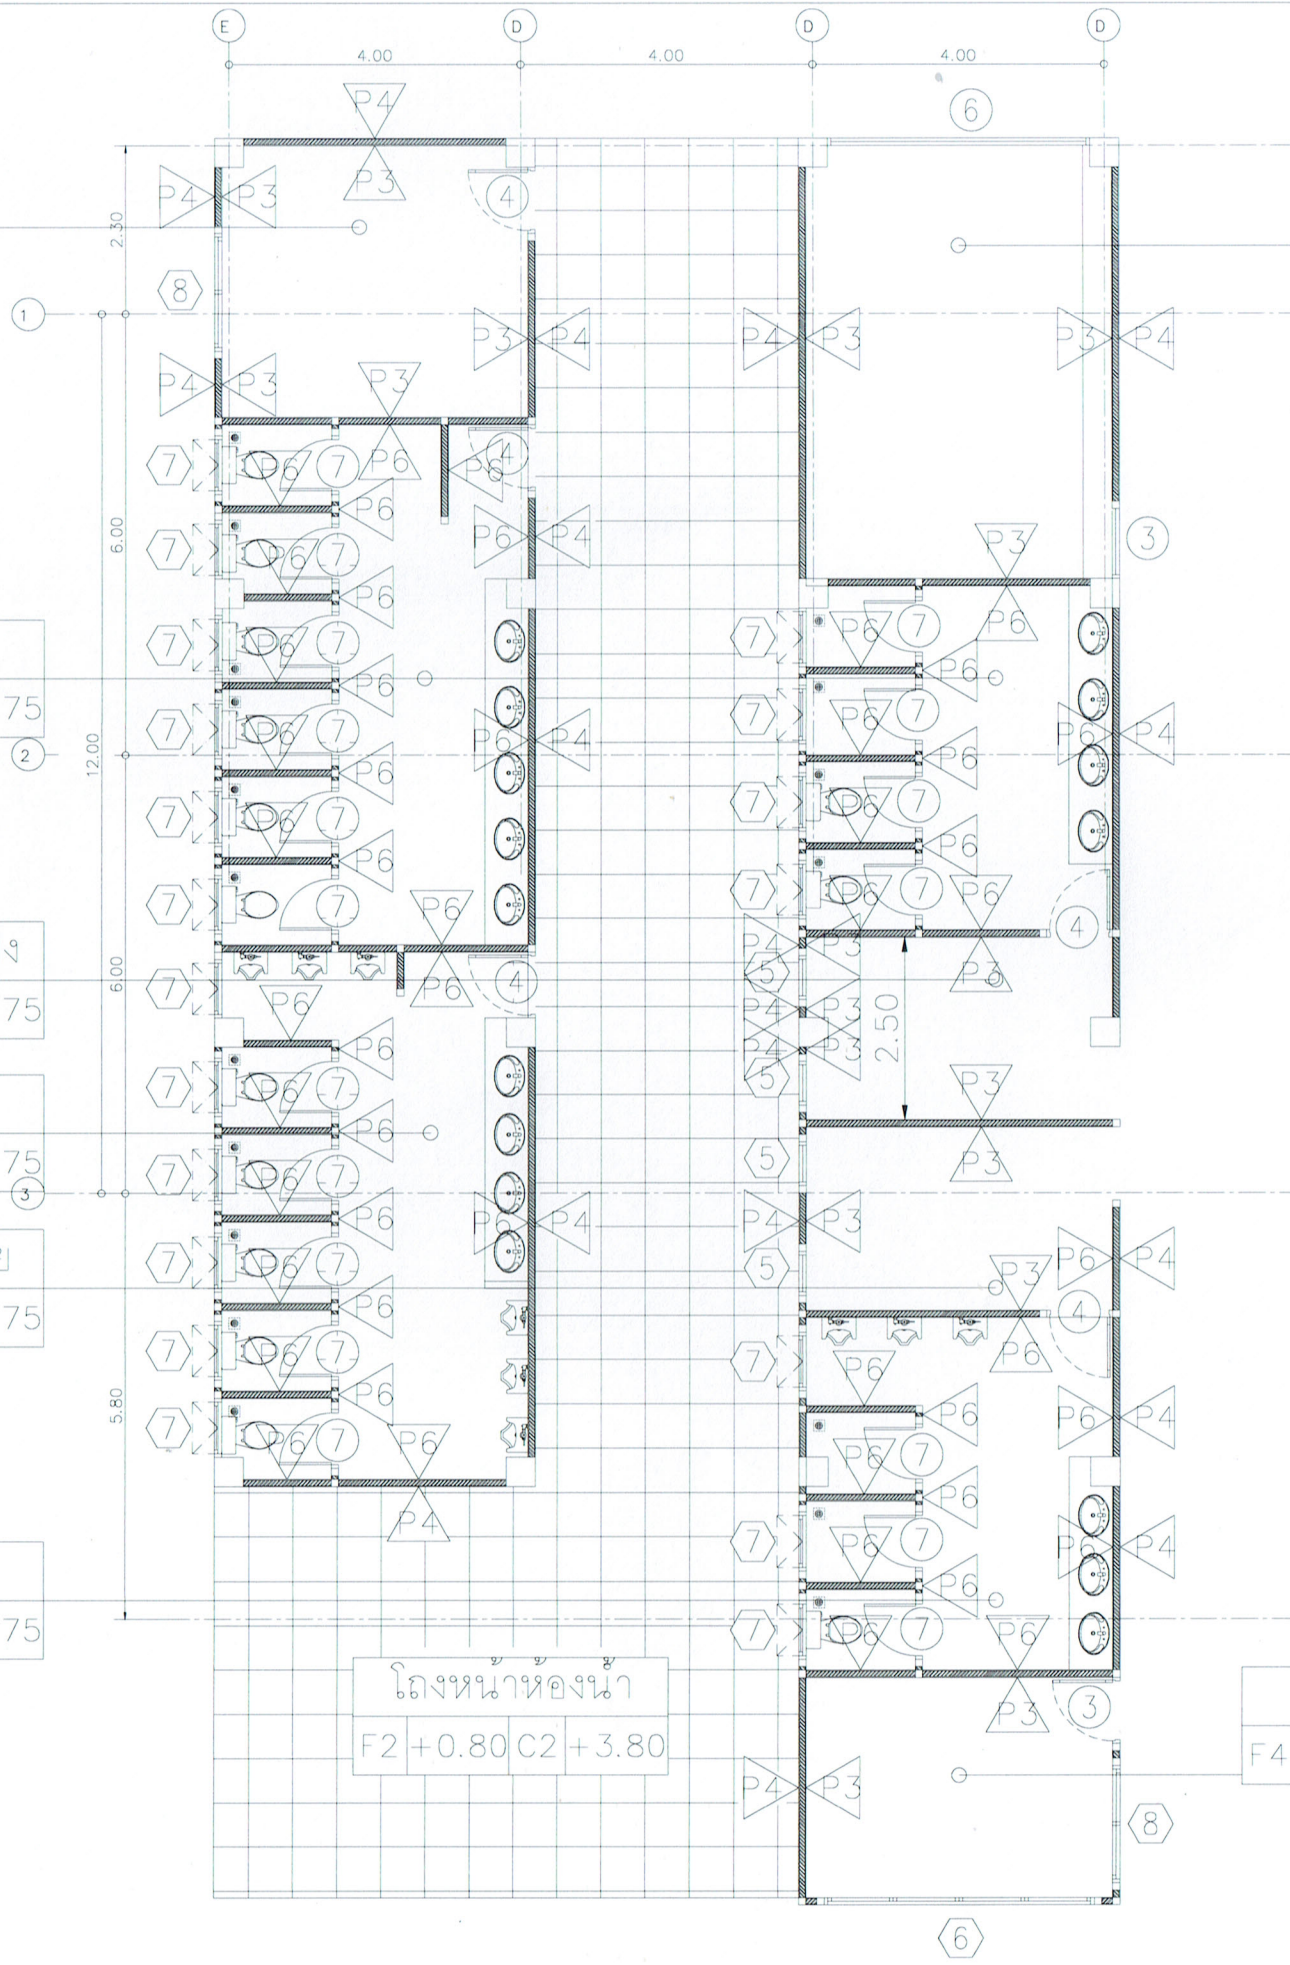 E D D D
4.00 4.00 4.00
P4
6
P3
4
P4 P3
2.30
8
1
P3 P4 P4 P3 P3 P4
P4 P3
P3
4
7 P6 7 P6 P6
P6
6.00
P6 P4
3
7 P6 7
P3
P6
P6
7 P6 7 7 P6 7
P6 P6
75
7 P6 7 7 P6 7
P6 P4 P6 P4
2
12.00
P6 P6
7 P6 7 7 P6 7
P6 P6
7 7 7 P6 7
P6 P6
4
P4 P3
75
6.00
7 P6 P6 4 5 P3
P4 P3
2.50
P6 P4 P3
7 P6 7 5 P3
P6
75
7 P6 7 5 P3
3
P6 P6 P4 P4 P3
7 P6 7 5 P3 P6 P4
75
P6 4
7 P6 7 7 P6 P6
P6 P6 P6 P4
5.80
7 P6 7 P6
P6 7
P4 P6
7 P6 7 P6 P4
P6
75
7 P6 7 P6
โถงหน้าห้องน้ำ
P3 3
F2 +0.80 C2 +3.80
F4
P4 P3
8
6